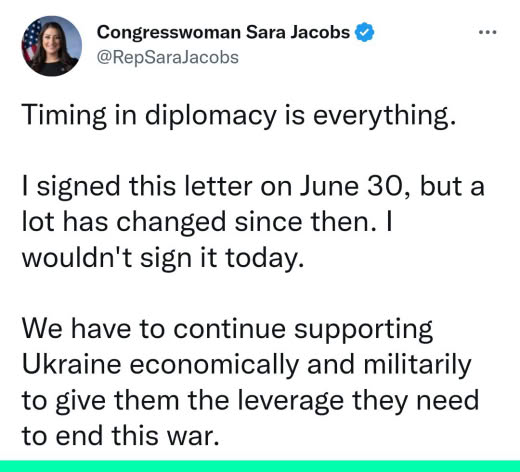 Congresswoman Sara Jacobs
@RepSaraJacobs
Timing in diplomacy is everything.
I signed this letter on June 30, but a
lot has changed since then. I
wouldn't sign it today.
We have to continue supporting
Ukraine economically and militarily
to give them the leverage they need
to end this war.